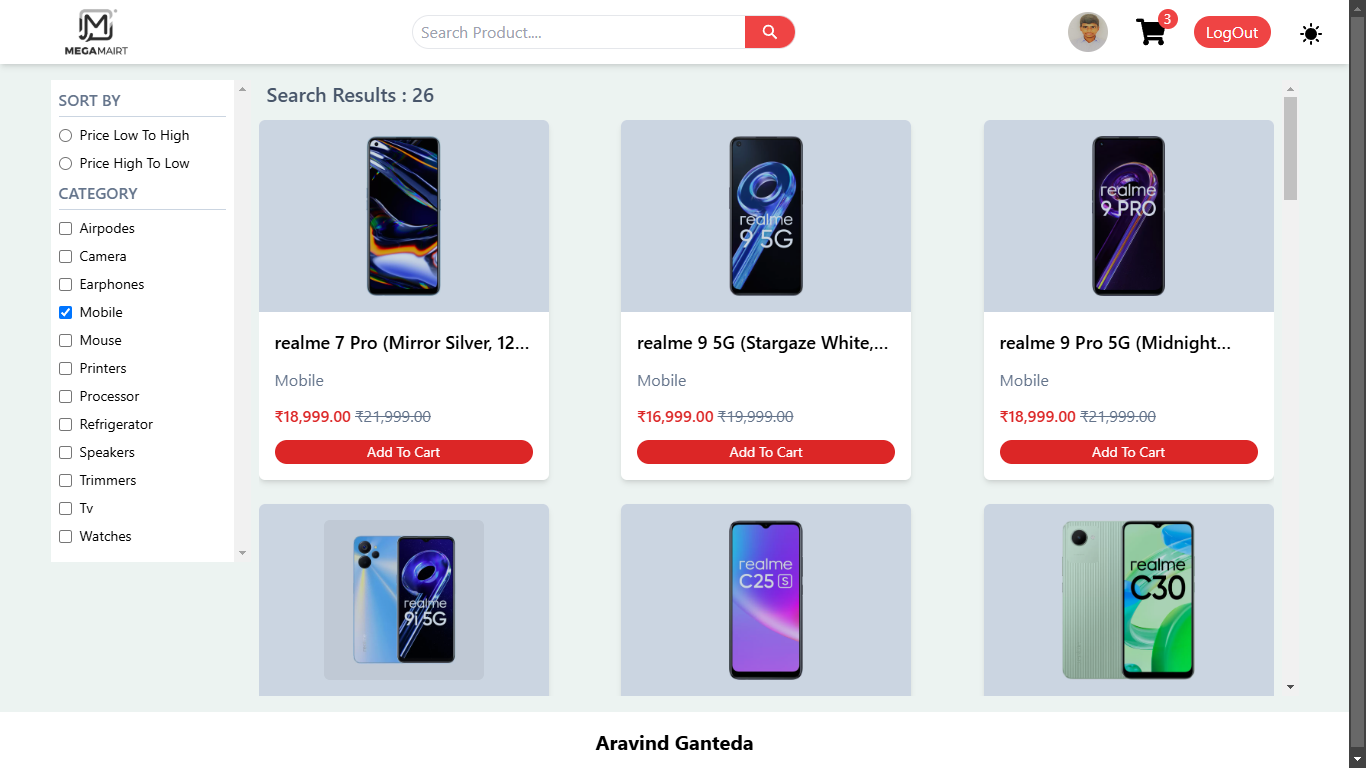 MEGAMAIRT
Search Product....
3
LogOut
SORT BY
Price Low To High
Price High To Low
CATEGORY
Airpodes
Camera
Earphones
Mobile
Mouse
Printers
Processor
Refrigerator
Speakers
Trimmers
Tv
Watches
Search Results : 26
realme
9 5G
realme
9 PRO
realme 7 Pro (Mirror Silver, 12...
Mobile
₹18,999.00 ₹21,999.00
Add To Cart
realme 9 5G (Stargaze White,...
Mobile
₹16,999.00 ₹19,999.00
Add To Cart
realme 9 Pro 5G (Midnight...
Mobile
₹18,999.00 ₹21,999.00
Add To Cart
realme
9i 5G
realme
C25 S
realme
C30
Aravind Ganteda